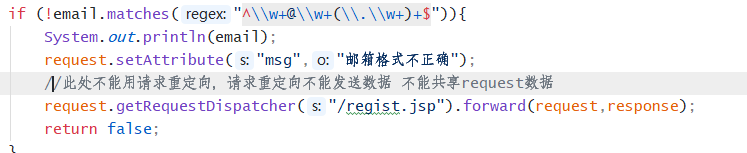 if (!email.matches( regex: "^\\w+@\\w+(\\.\\w+)+$")){
System.out.println(email);
request.setAttribute( s: "msg", o: "邮箱格式不正确");
//此处不能用请求重定向，请求重定向不能发送数据 不能共享request数据
request.getRequestDispatcher( s: "/regist.jsp").forward(request,response);
return false;
}